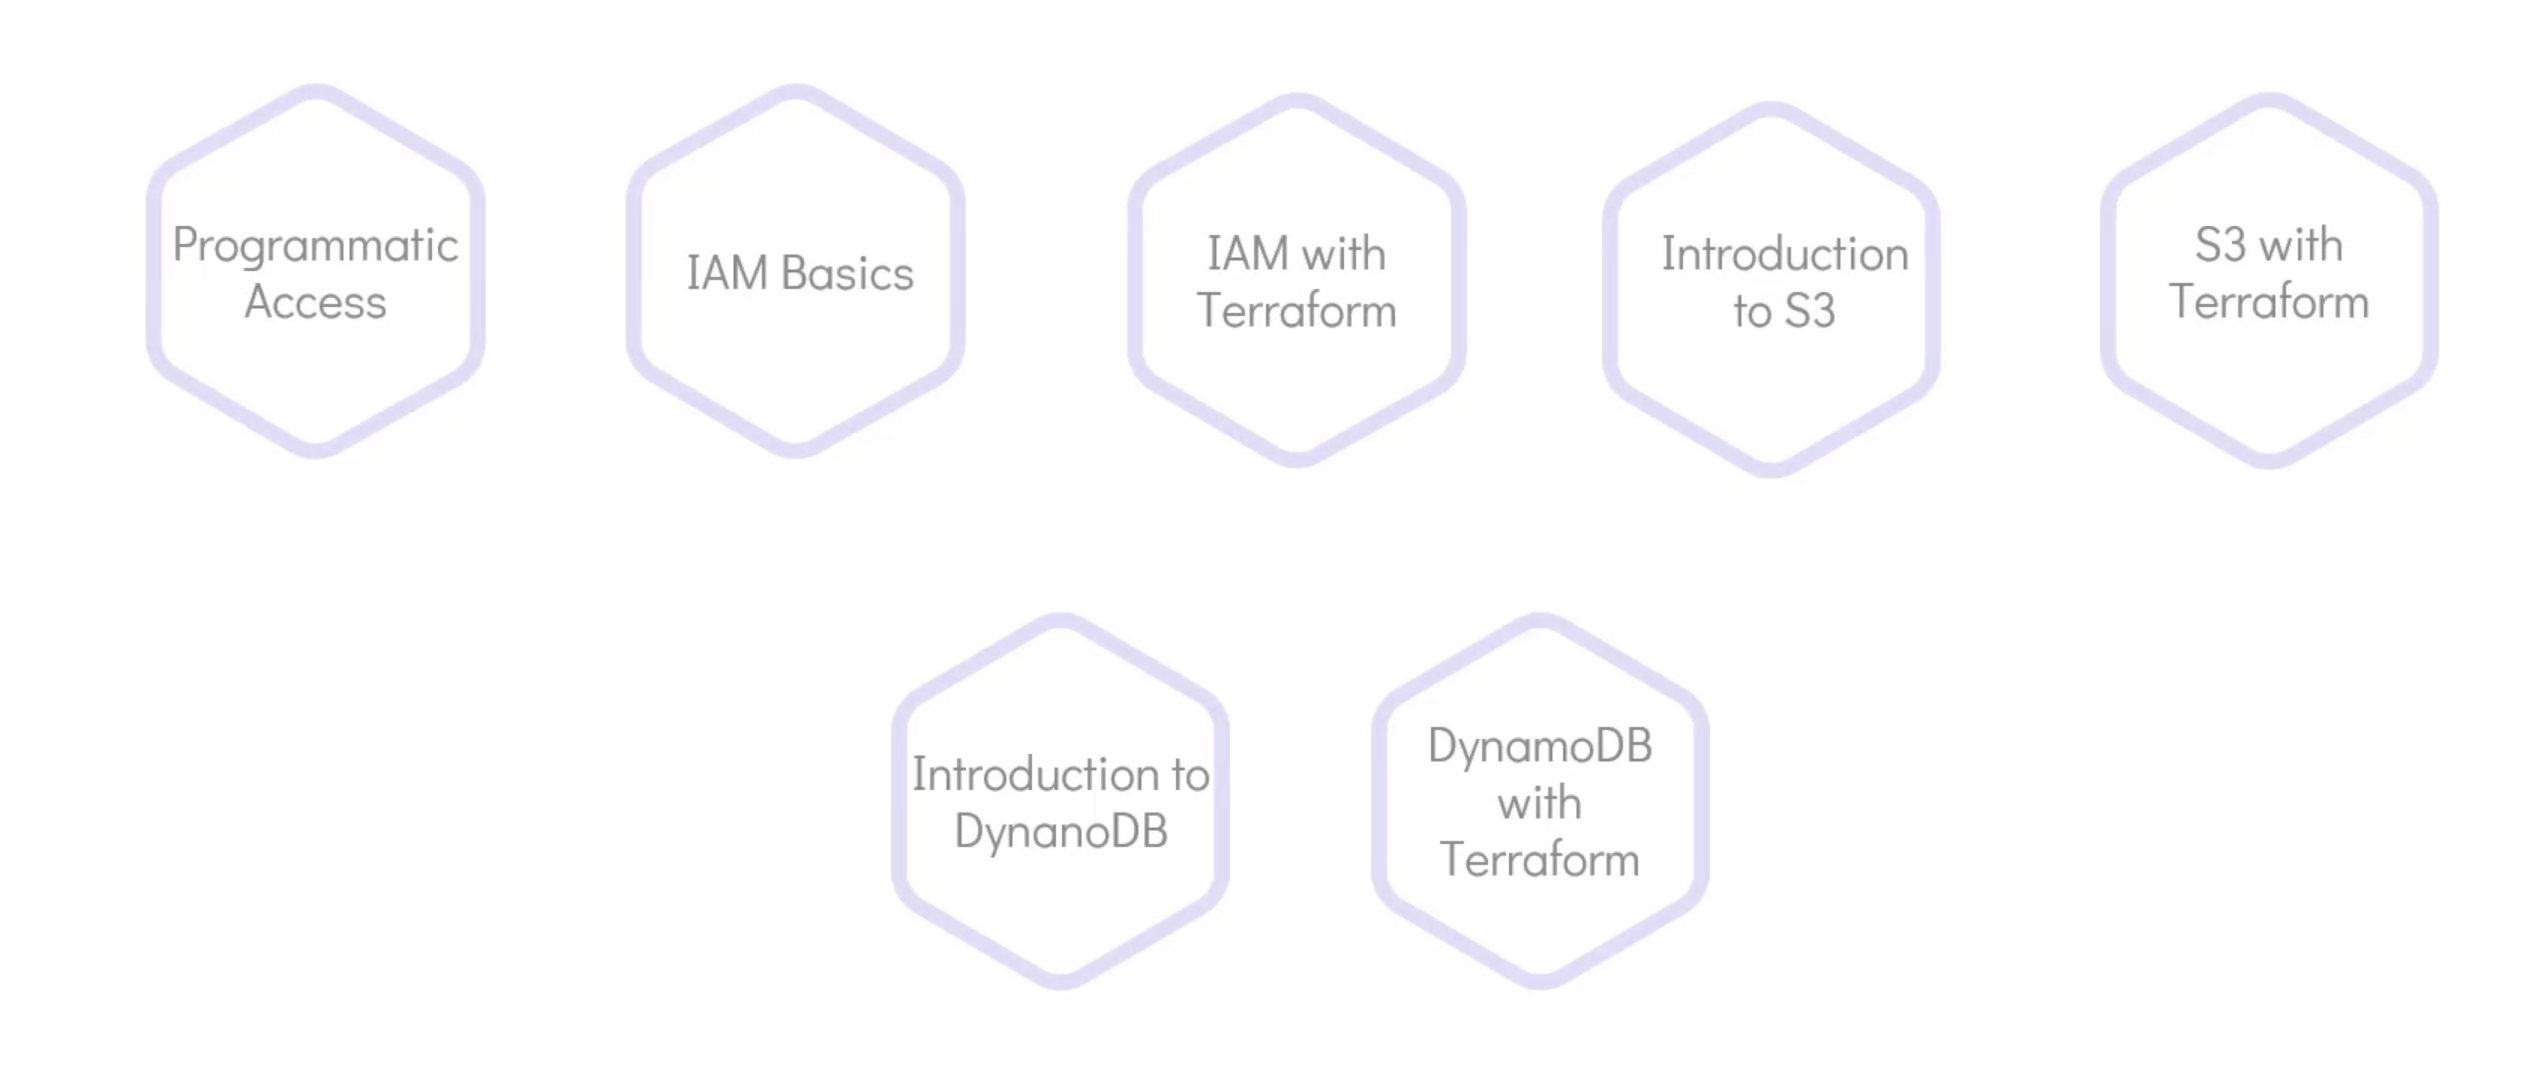 Programmatic
Access
IAM Basics
IAM with
Terraform
Introduction
to S3
S3 with
Terraform
Introduction to
DynanoDB
DynamoDB
with
Terraform